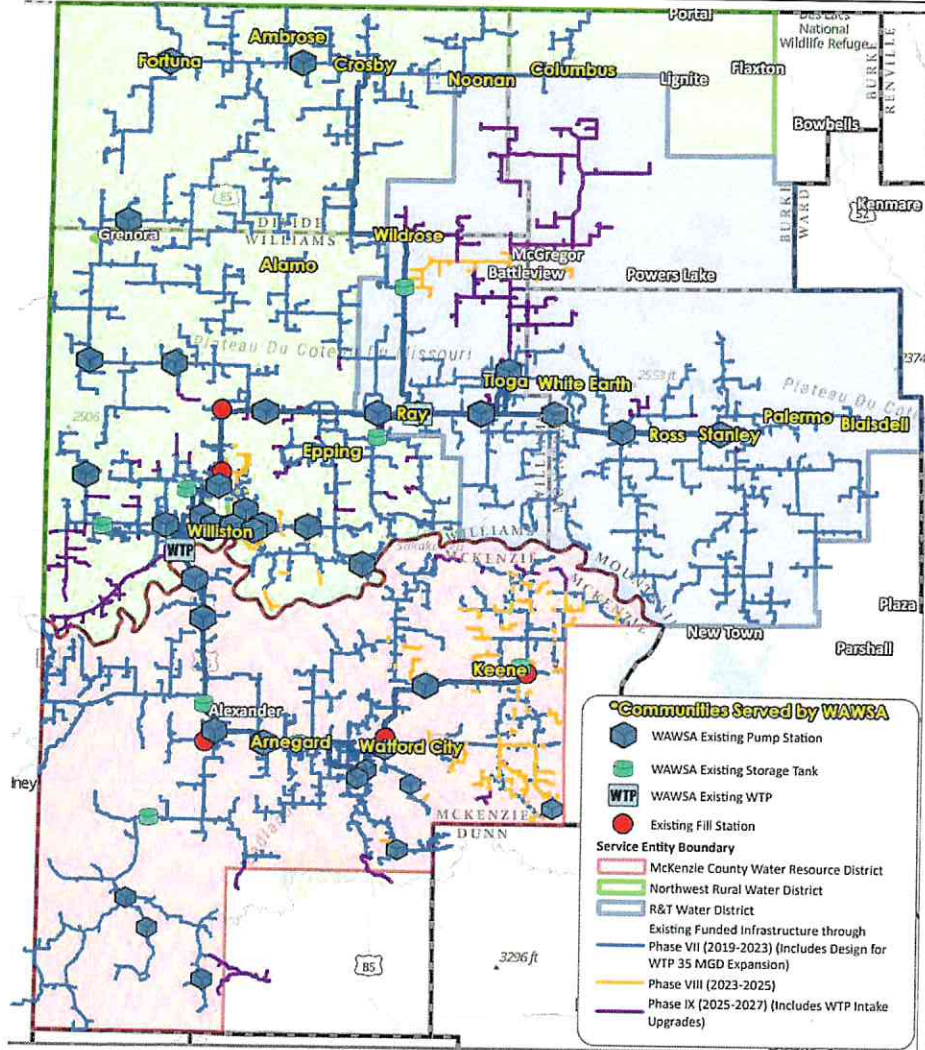 Portal
Des Lacs
National
Wildlife Refuge
Ambrose
Fortuna
Crosby
Noonan
Columbus
Lignite
Flaxton
BURKE
RENVILLE
Bowbells
Kenmare
52
85
Grenora
DIVIDE
WILLIAMS
Wildrose
Alamo
McGregor
Battleview
Powers Lake
BURKE
WARD
Plateau Du Coteau Du Missouri
2374
Tioga
White Earth
2553 ft
Plateau Du Cot
2506
Ray
Ross
Stanley
Palermo
Blaisdell
Epping
Williston
WTP
WILLIAMS
MCKENZIE
MOUNTRAIL
MCKENZIE
New Town
Plaza
Parshall
Keene
Alexander
Arnegard
Watford City
MCKENZIE
DUNN
85
3296 ft
*Communities Served by WAWSA
WAWSA Existing Pump Station
WAWSA Existing Storage Tank
WTP WAWSA Existing WTP
Existing Fill Station
Service Entity Boundary
McKenzie County Water Resource District
Northwest Rural Water District
R&T Water District
Existing Funded Infrastructure through
Phase VII (2019-2023) (Includes Design for
WTP 35 MGD Expansion)
Phase VIII (2023-2025)
Phase IX (2025-2027) (Includes WTP Intake
Upgrades)